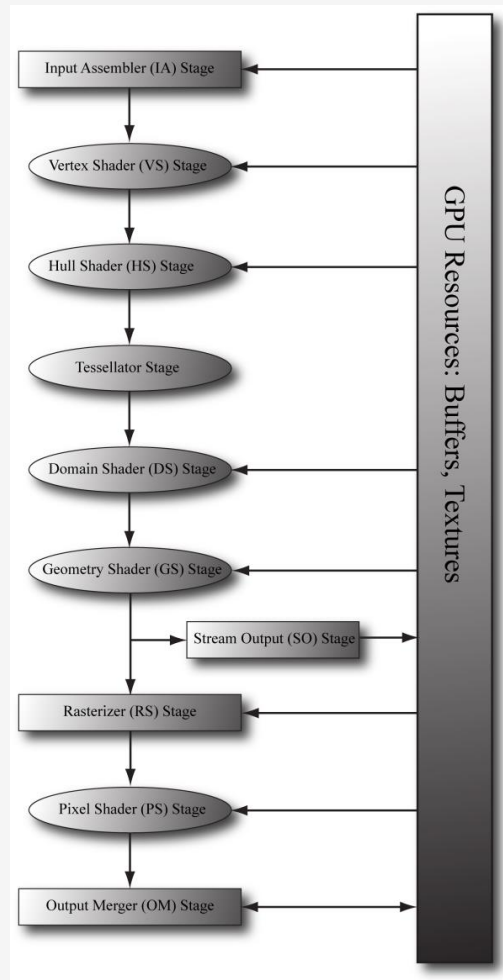 Input Assembler (IA) Stage
Vertex Shader (VS) Stage
Hull Shader (HS) Stage
Tessellator Stage
Domain Shader (DS) Stage
Geometry Shader (GS) Stage
Stream Output (SO) Stage
Rasterizer (RS) Stage
Pixel Shader (PS) Stage
Output Merger (OM) Stage
GPU Resources: Buffers, Textures